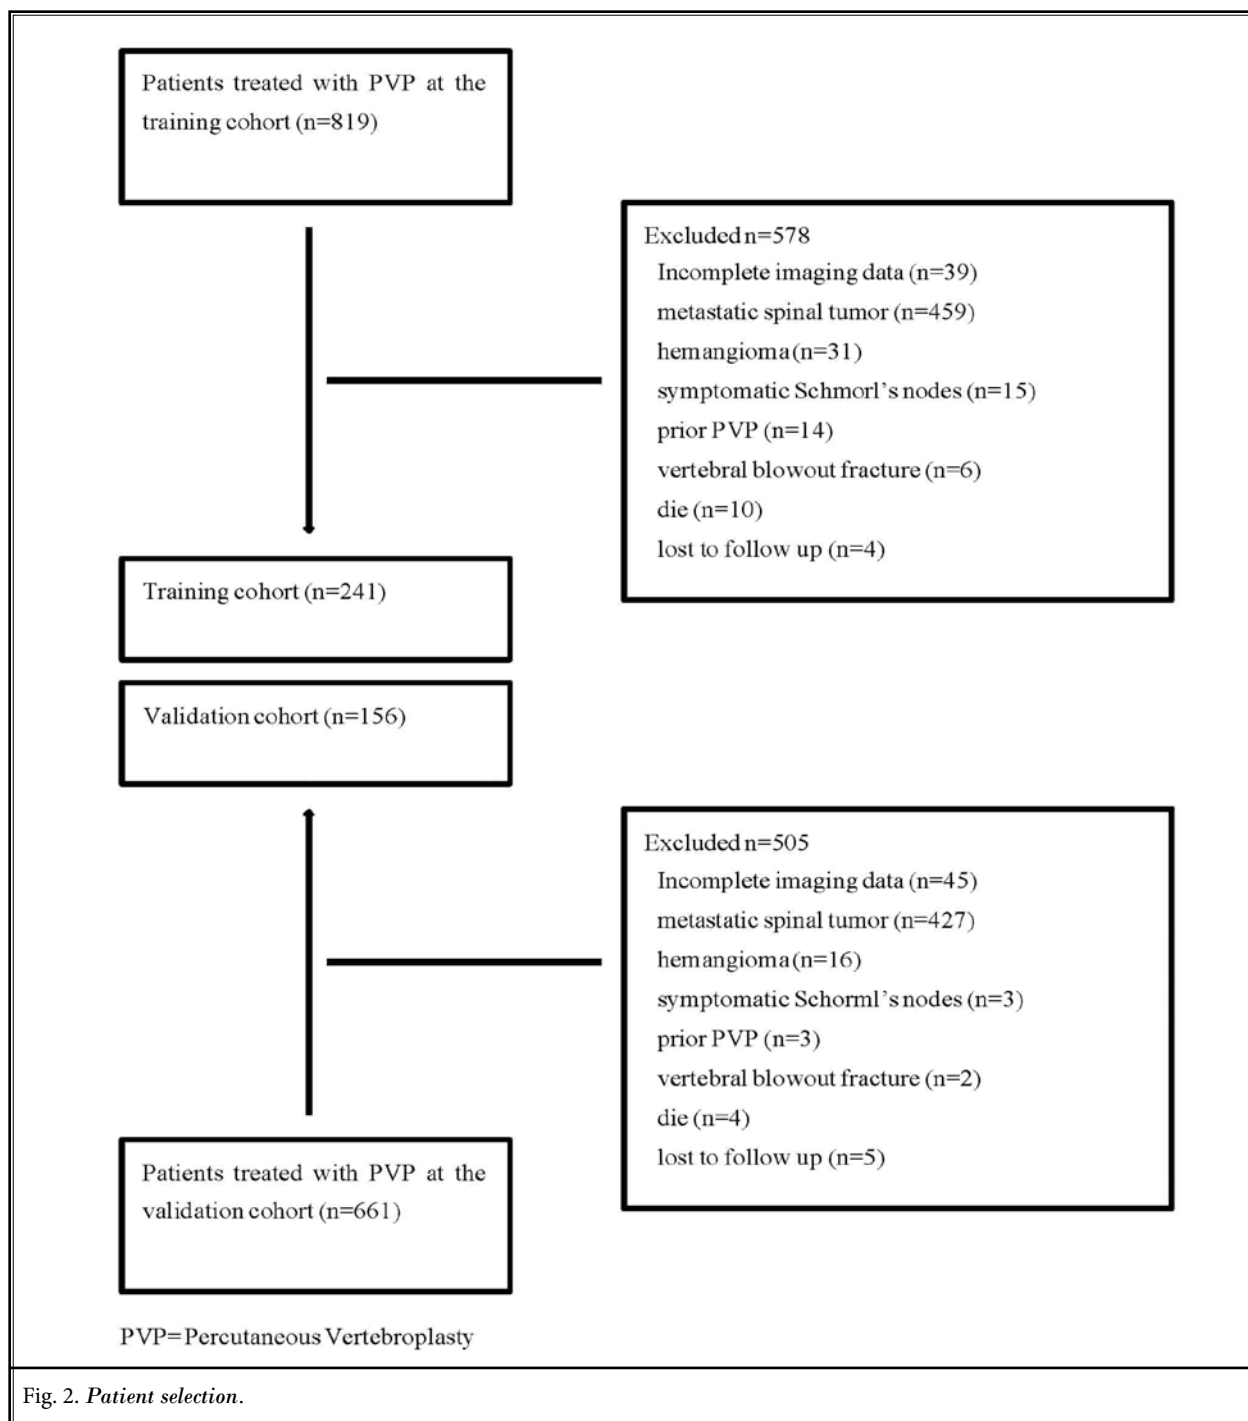 Patients treated with PVP at the
training cohort (n=819)
Excluded n=578
Incomplete imaging data (n=39)
metastatic spinal tumor (n=459)
hemangioma (n=31)
symptomatic Schmorl's nodes (n=15)
prior PVP (n=14)
vertebral blowout fracture (n=6)
die (n=10)
lost to follow up (n=4)
Training cohort (n=241)
Validation cohort (n=156)
Excluded n=505
Incomplete imaging data (n=45)
metastatic spinal tumor (n=427)
hemangioma (n=16)
symptomatic Schorml's nodes (n=3)
prior PVP (n=3)
vertebral blowout fracture (n=2)
die (n=4)
lost to follow up (n=5)
Patients treated with PVP at the
validation cohort (n=661)
PVP=Percutaneous Vertebroplasty
Fig. 2. Patient selection.